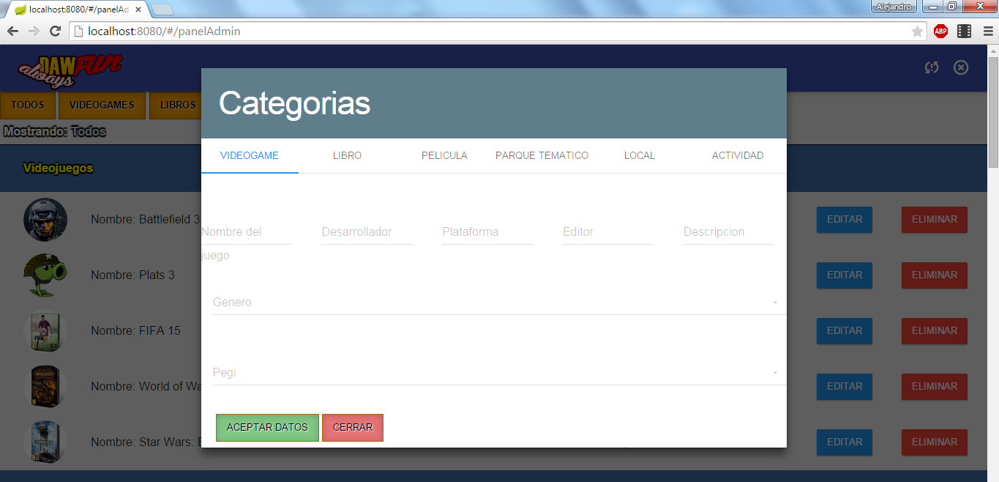 localhost:8080/#/panelAd
Alejandro
localhost:8080/#/panelAdmin
ABP
always DAW FUN
TODOS VIDEOGAMES LIBROS
Mostrando: Todos
Videojuegos
Categorias
VIDEOGAME LIBRO PELICULA PARQUE TEMATICO LOCAL ACTIVIDAD
Nombre: Battlefield 3 EDITAR ELIMINAR
Nombre del juego Desarrollador Plataforma Editor Descripcion
Nombre: Plats 3 EDITAR ELIMINAR
Genero
Nombre: FIFA 15 EDITAR ELIMINAR
Pegi
Nombre: World of Wa EDITAR ELIMINAR
ACEPTAR DATOS CERRAR
Nombre: Star Wars: EDITAR ELIMINAR